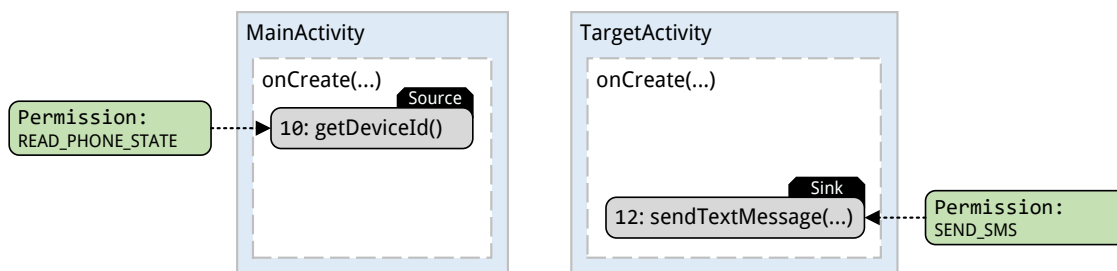 MainActivity
onCreate(...)
Source
10: getDeviceId()
Permission:
READ_PHONE_STATE
TargetActivity
onCreate(...)
Sink
12: sendTextMessage(...)
Permission:
SEND_SMS